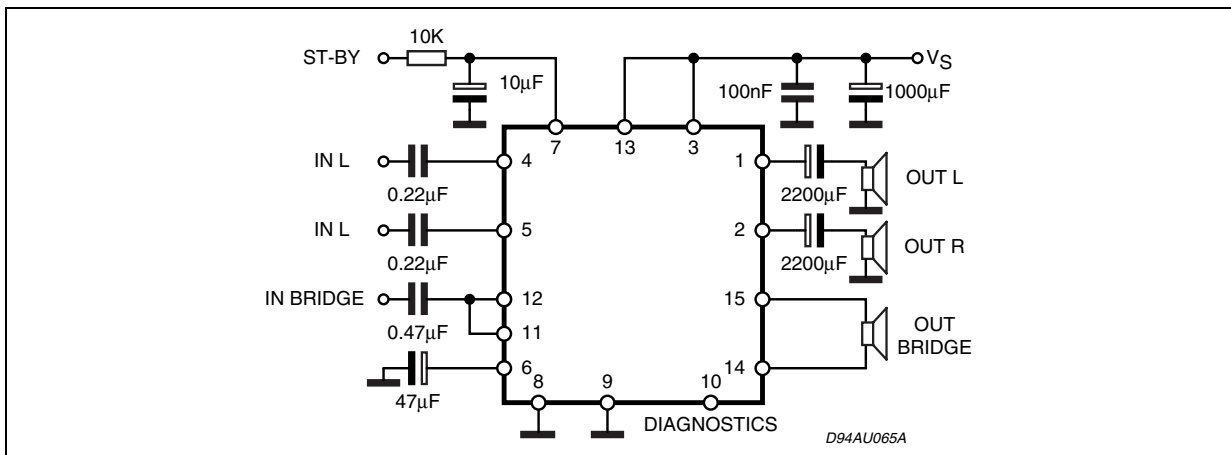 10K
ST-BY
VS
10µF
100nF
1000µF
7
13
3
IN L
4
1
0.22µF
2200µF
OUT L
IN L
5
2
0.22µF
2200µF
OUT R
IN BRIDGE
12
15
0.47µF
11
OUT
BRIDGE
6
14
47µF
8
9
10
DIAGNOSTICS
D94AU065A